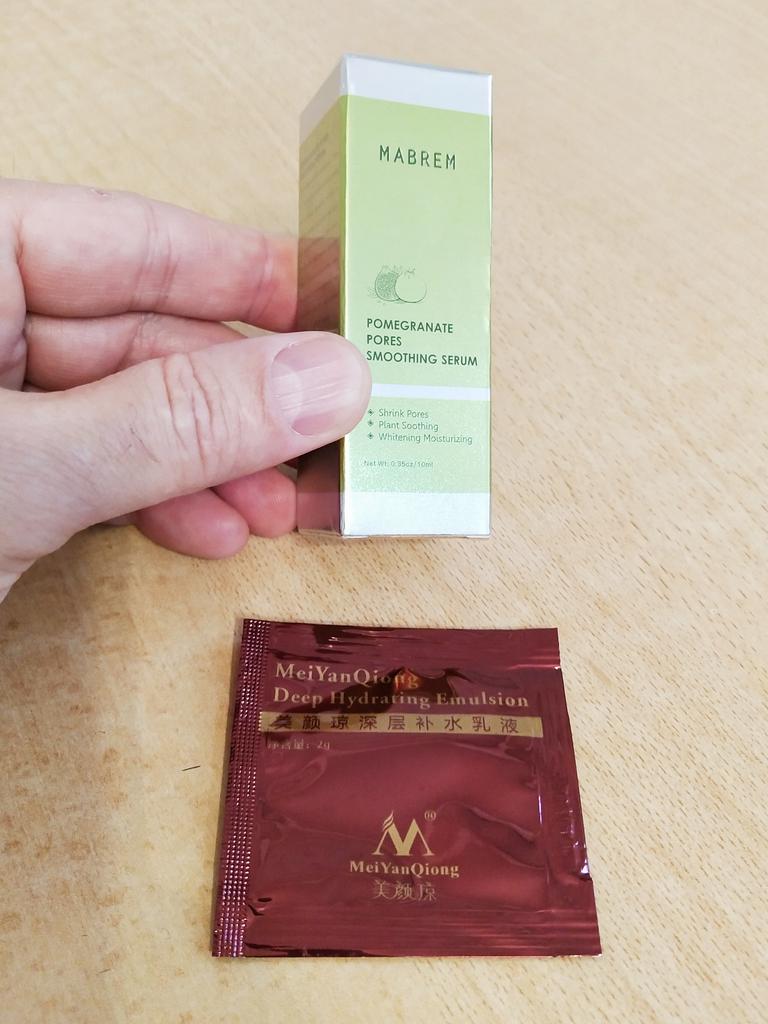 MABREM
POMEGRANATE
PORES
SMOOTHING SERUM
Shrink Pores
Plant Soothing
Whitening Moisturizing
Net Wt: 0.35oz/10ml
MeiYanQiong
Deep Hydrating Emulsion
美颜琼深层补水乳液
净含量：2g
M®
MeiYanQiong
美颜琼